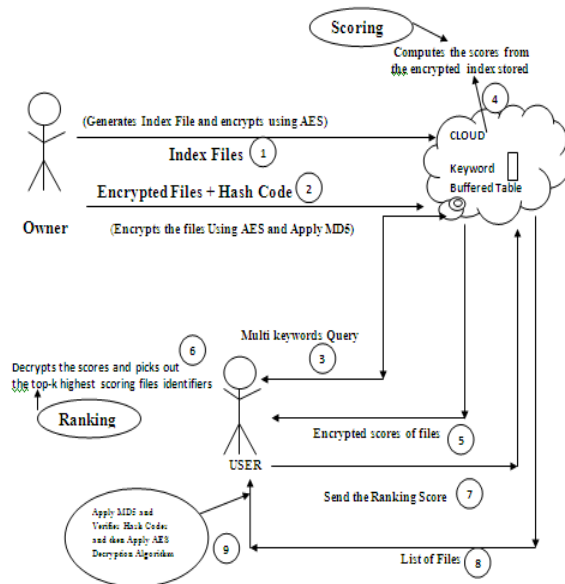 Scoring
Computes the scores from
the encrypted index stored
4
(Generates Index File and encrypts using AES)
CLOUD
Index Files
1
Keyword
Buffered Table
Encrypted Files + Hash Code
2
Owner
(Encrypts the files Using AES and Apply MD5)
Multi keywords Query
3
6
Decrypts the scores and picks out
the top-k highest scoring files identifiers
Ranking
Encrypted scores of files
5
USER
Send the Ranking Score
7
Apply MD5 and
Verifies Hash Codes
and then Apply AES
Decryption Algorithm
9
List of Files
8